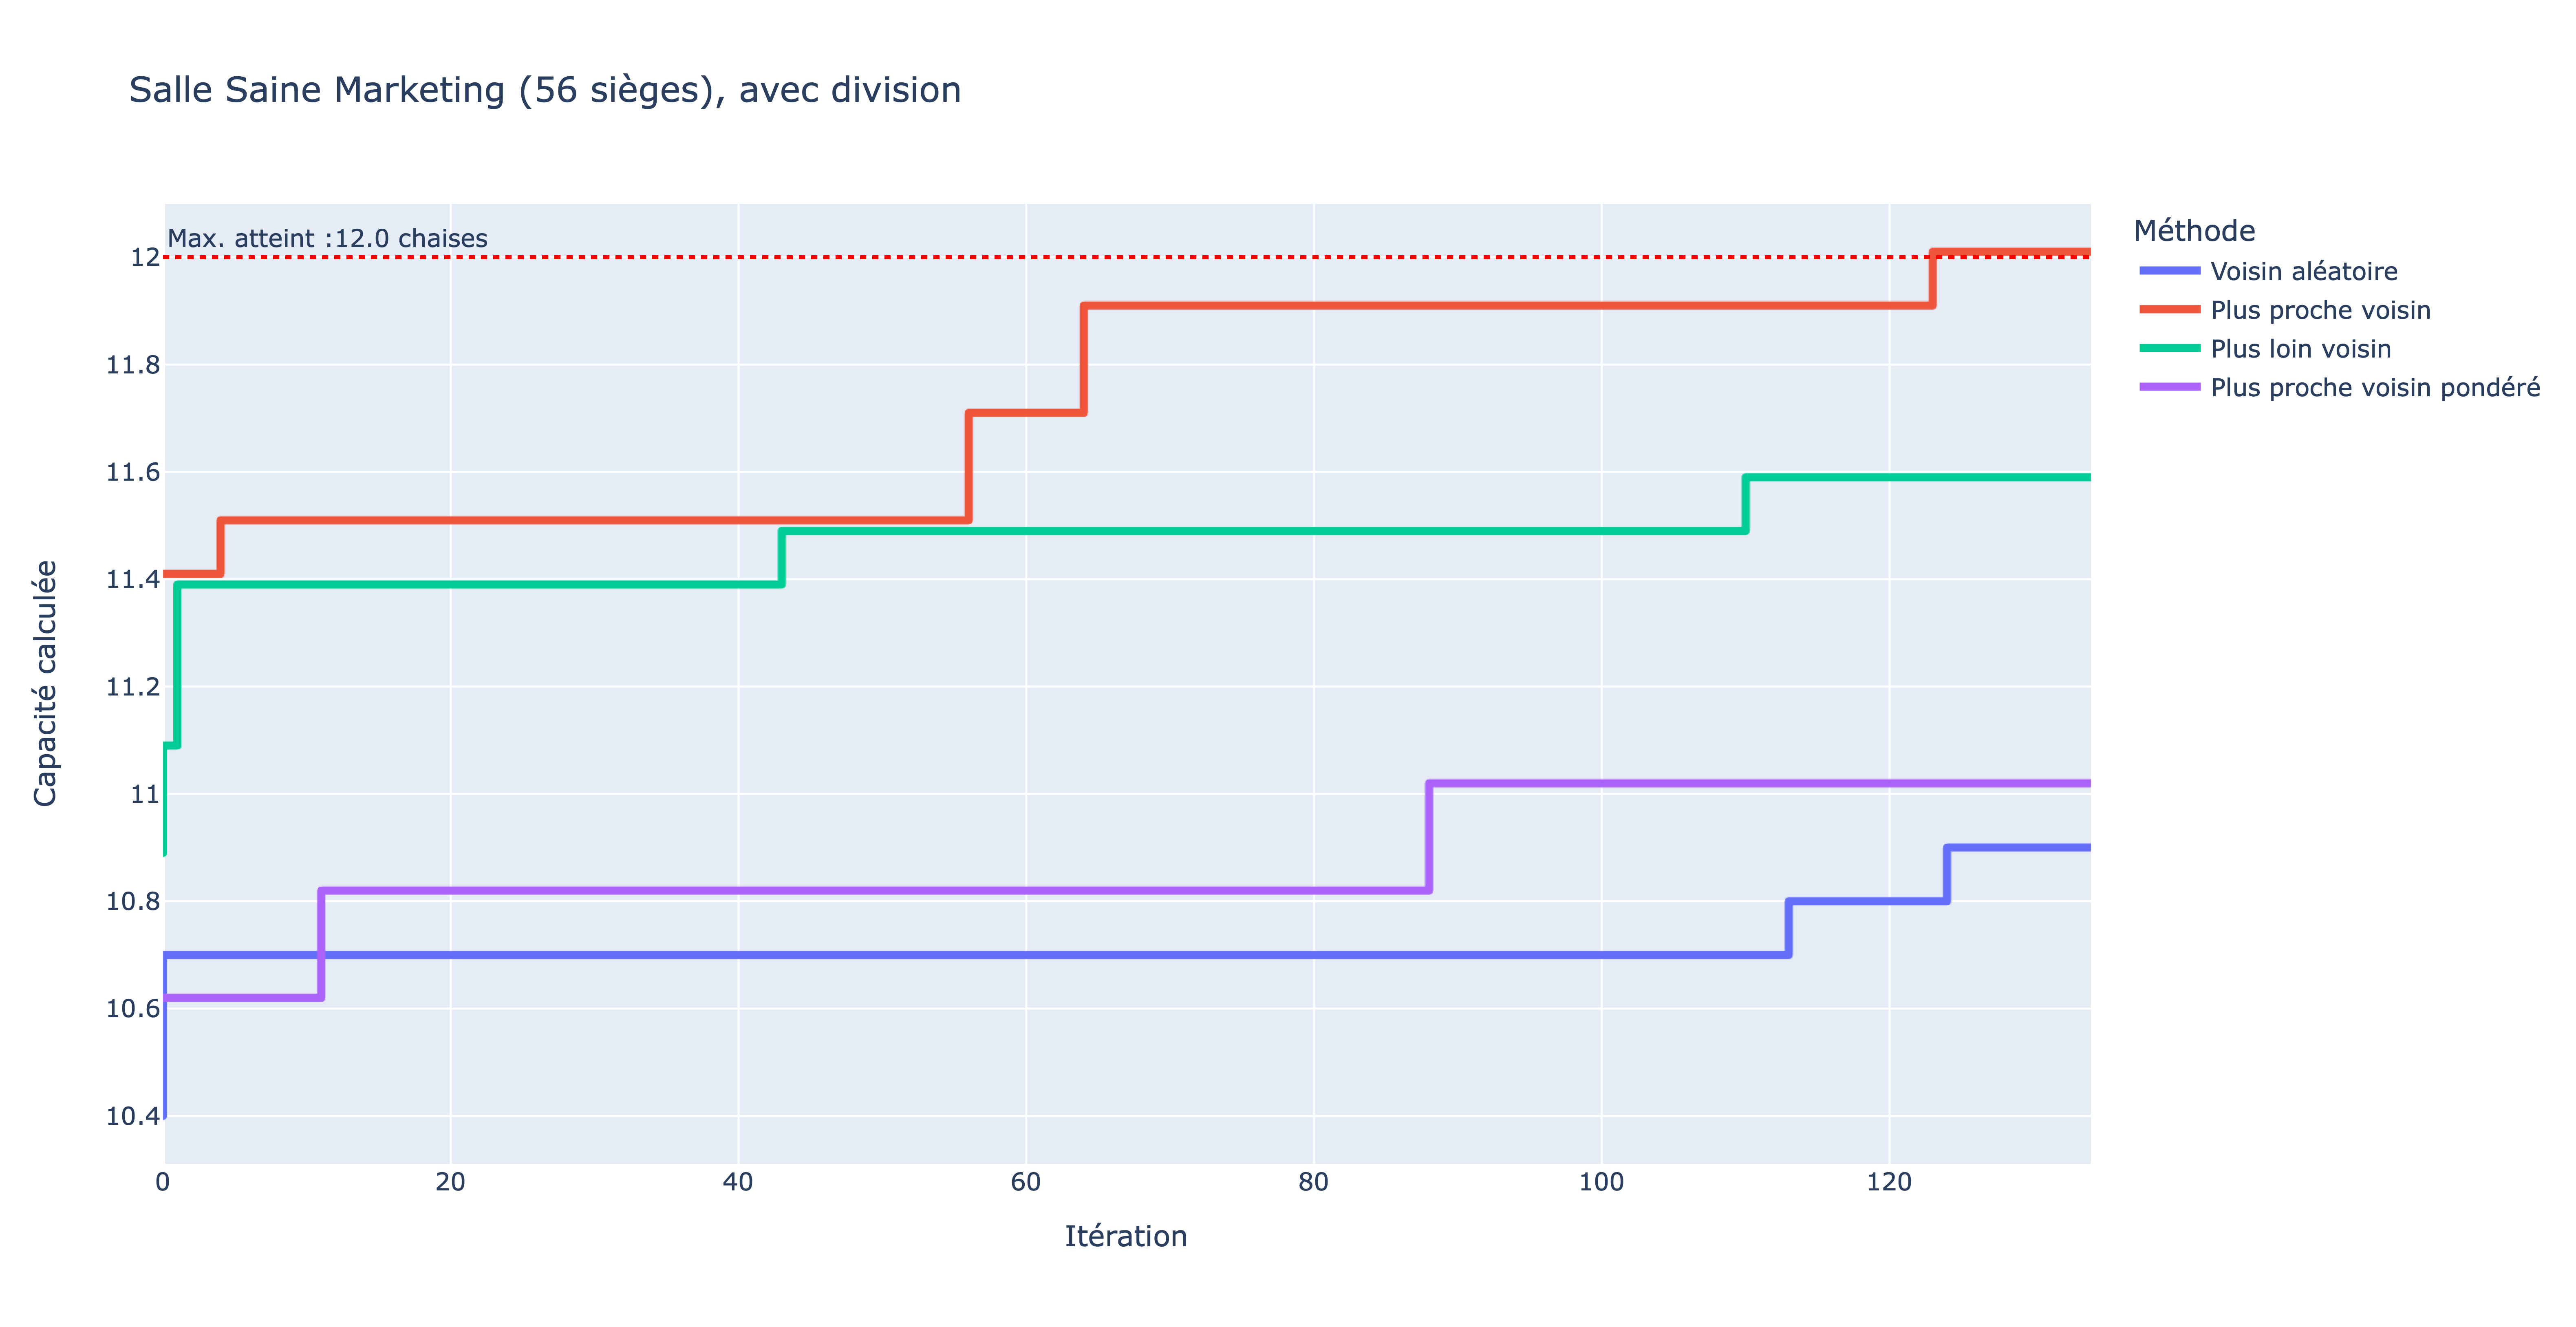 Salle Saine Marketing (56 sièges), avec division
Max. atteint :12.0 chaises
12
11.8
11.6
11.4
11.2
11
10.8
10.6
10.4
Capacité calculée
0
20
40
60
80
100
120
Itération
Méthode
Voisin aléatoire
Plus proche voisin
Plus loin voisin
Plus proche voisin pondéré